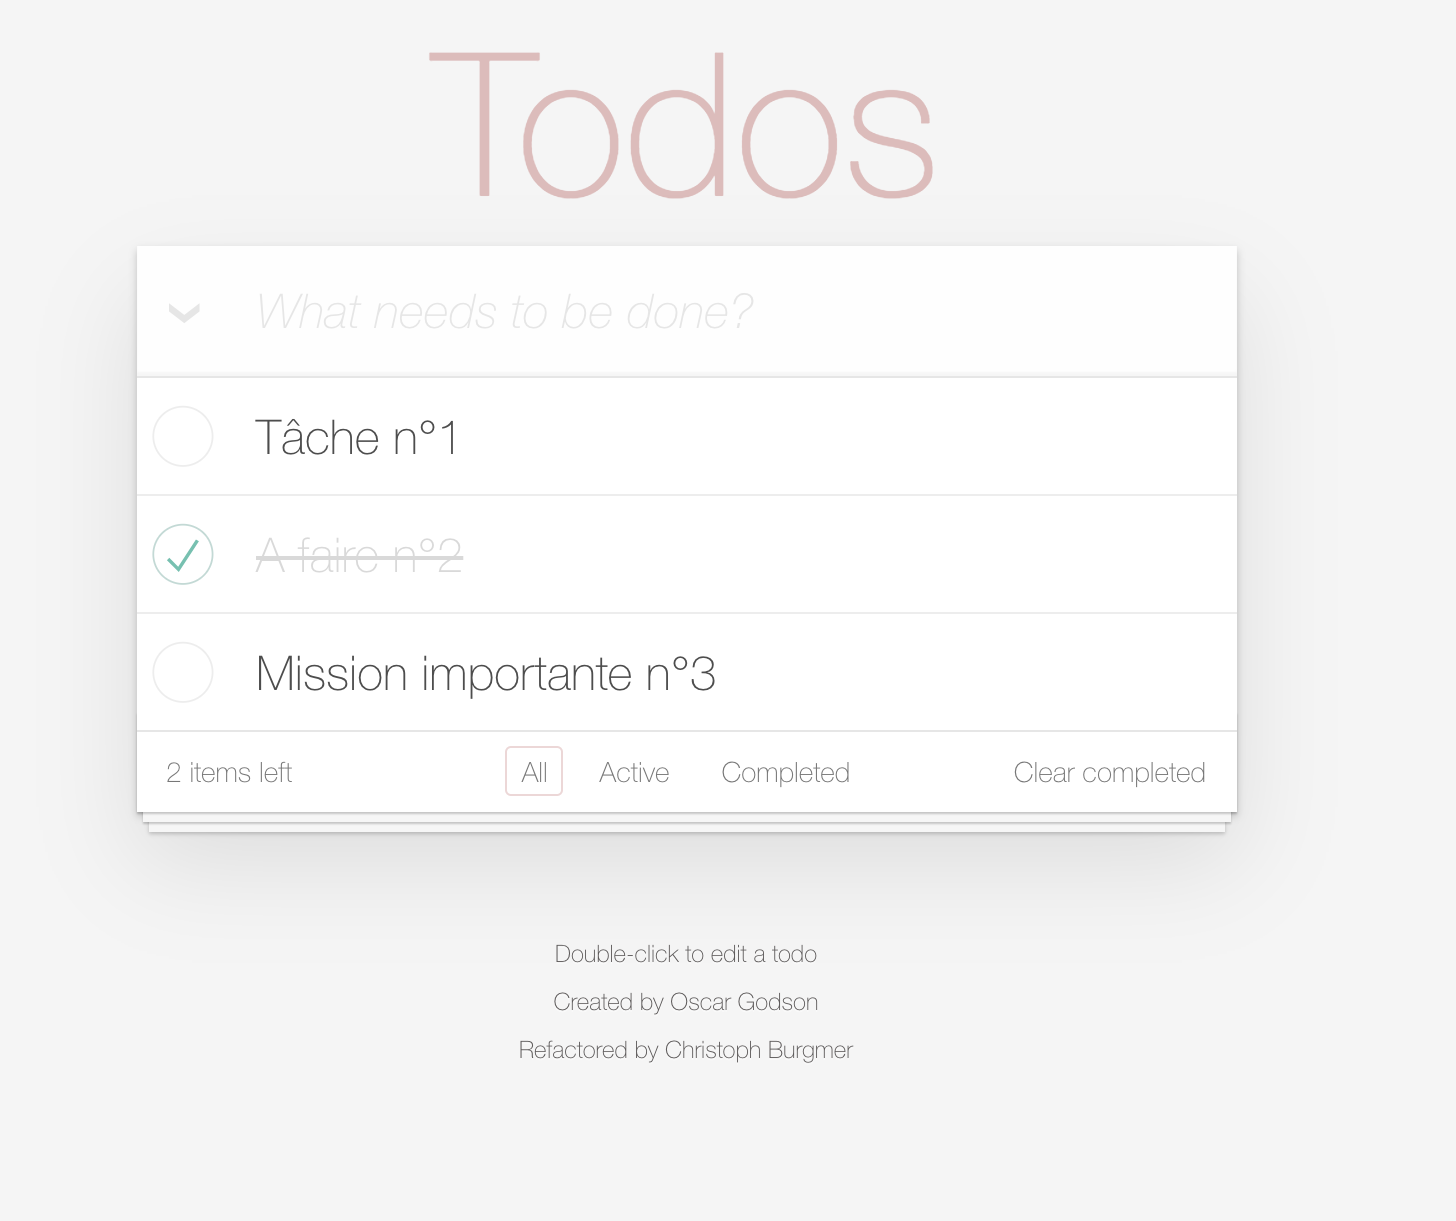 Todos
What needs to be done?
Tâche n°1
A faire n°2
Mission importante n°3
2 items left All Active Completed Clear completed
Double-click to edit a todo
Created by Oscar Godson
Refactored by Christoph Burgmer